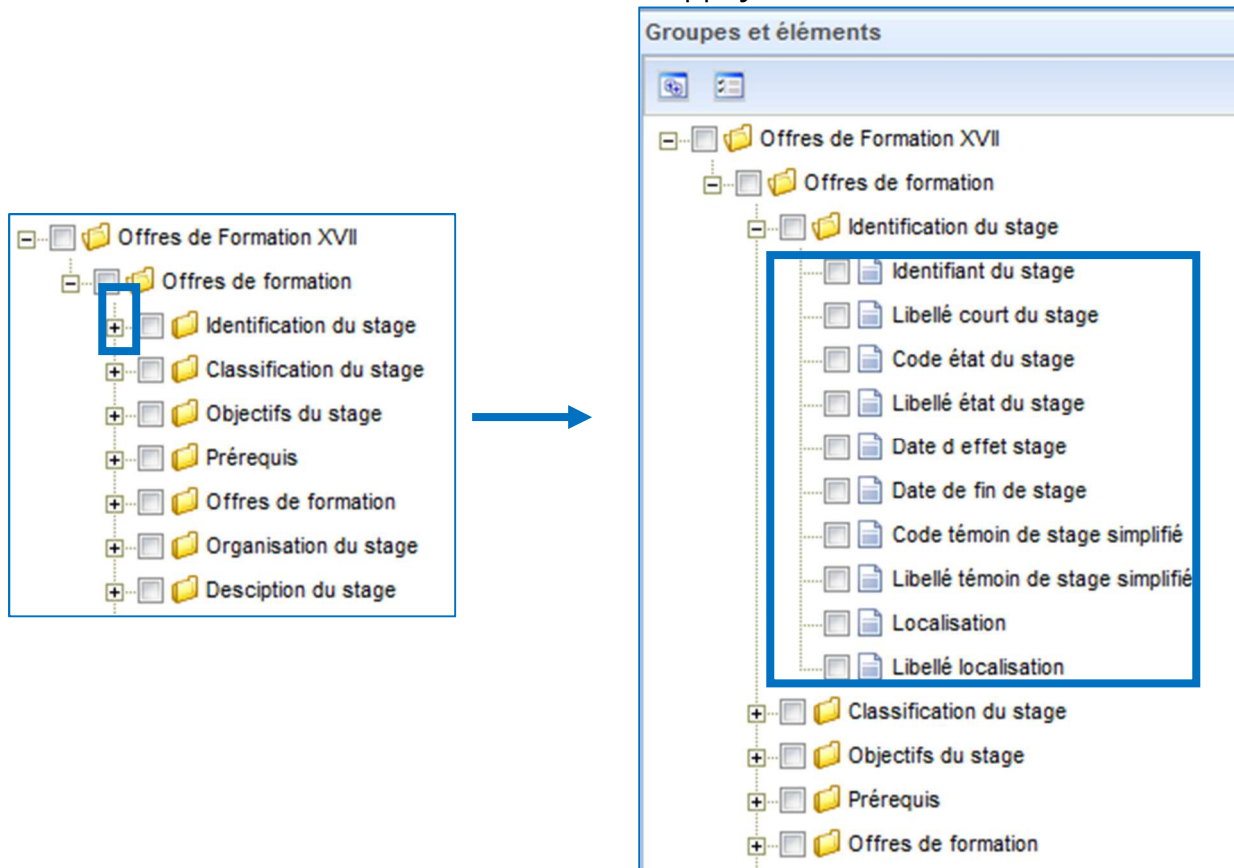 Groupes et éléments
Offres de Formation XVII
Offres de formation
Identification du stage
Classification du stage
Objectifs du stage
Prérequis
Offres de formation
Organisation du stage
Desciption du stage
Offres de Formation XVII
Offres de formation
Identification du stage
Identifiant du stage
Libellé court du stage
Code état du stage
Libellé état du stage
Date d effet stage
Date de fin de stage
Code témoin de stage simplifié
Libellé témoin de stage simplifié
Localisation
Libellé localisation
Classification du stage
Objectifs du stage
Prérequis
Offres de formation